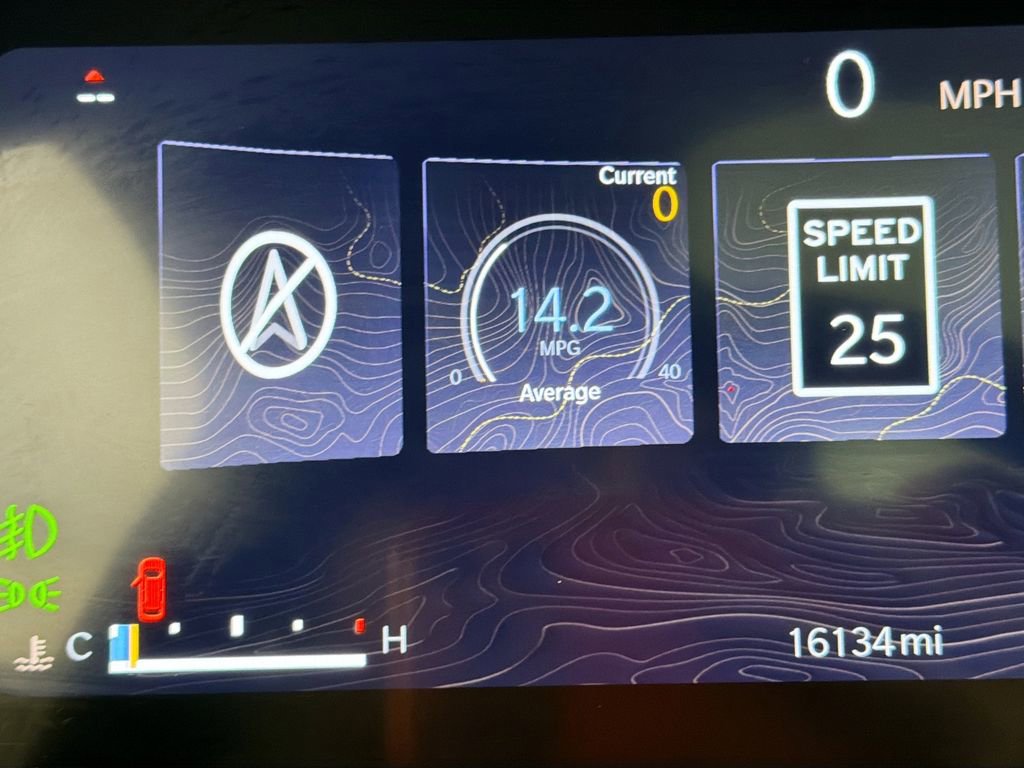 0 MPH
Current
0
14.2
MPG
0 40
Average
SPEED
LIMIT
25
C H
16134mi